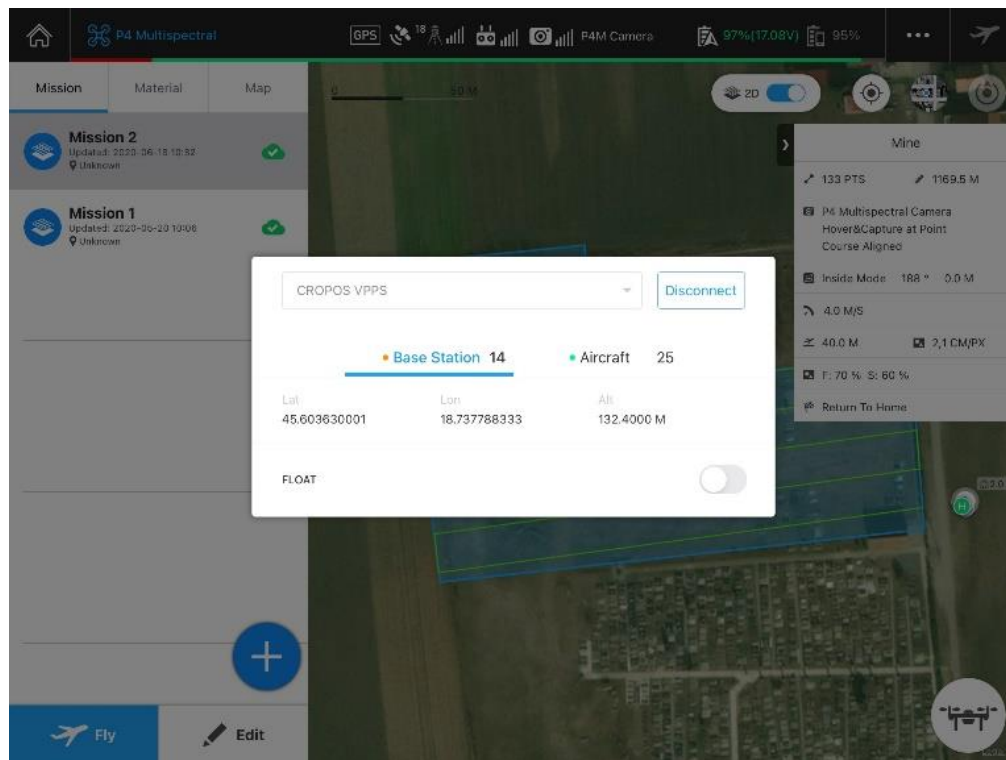 P4 Multispectral
GPS
18
P4M Camera
97%(17.08V)
95%
Mission
Material
Map
0
50 M
2D
Mission 2
Updated: 2020-06-18 10:32
Unknown
Mission 1
Updated: 2020-05-20 10:08
Unknown
Mine
133 PTS
1169.5 M
P4 Multispectral Camera
Hover&Capture at Point
Course Aligned
Inside Mode 188 ° 0.0 M
4.0 M/S
40.0 M
2,1 CM/PX
F: 70 % S: 60 %
Return To Home
CROPOS VPPS
Disconnect
Base Station 14
Aircraft 25
Lat
Lon
Alt
45.603630001
18.737788333
132.4000 M
FLOAT
H
Fly
Edit